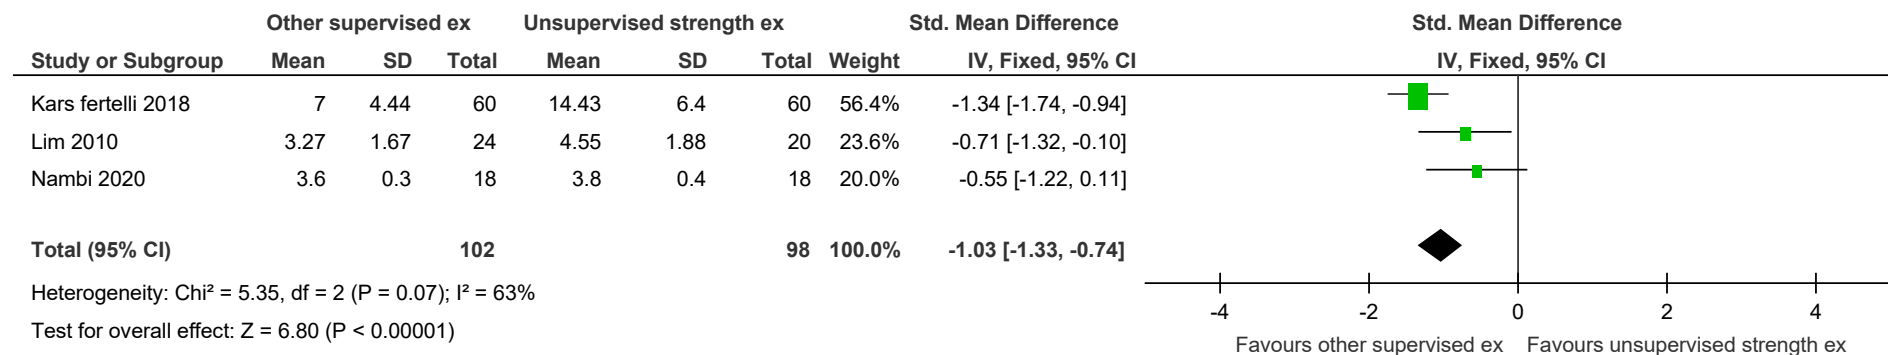 Other supervised ex Unsupervised strength ex Std. Mean Difference Std. Mean Difference
Study or Subgroup Mean SD Total Mean SD Total Weight IV, Fixed, 95% CI IV, Fixed, 95% CI
Kars fertelli 2018 7 4.44 60 14.43 6.4 60 56.4% -1.34 [-1.74, -0.94]
Lim 2010 3.27 1.67 24 4.55 1.88 20 23.6% -0.71 [-1.32, -0.10]
Nambi 2020 3.6 0.3 18 3.8 0.4 18 20.0% -0.55 [-1.22, 0.11]
Total (95% CI) 102 98 100.0% -1.03 [-1.33, -0.74]
Heterogeneity: Chi² = 5.35, df = 2 (P = 0.07); I² = 63%
Test for overall effect: Z = 6.80 (P < 0.00001)
-4 -2 0 2 4
Favours other supervised ex Favours unsupervised strength ex